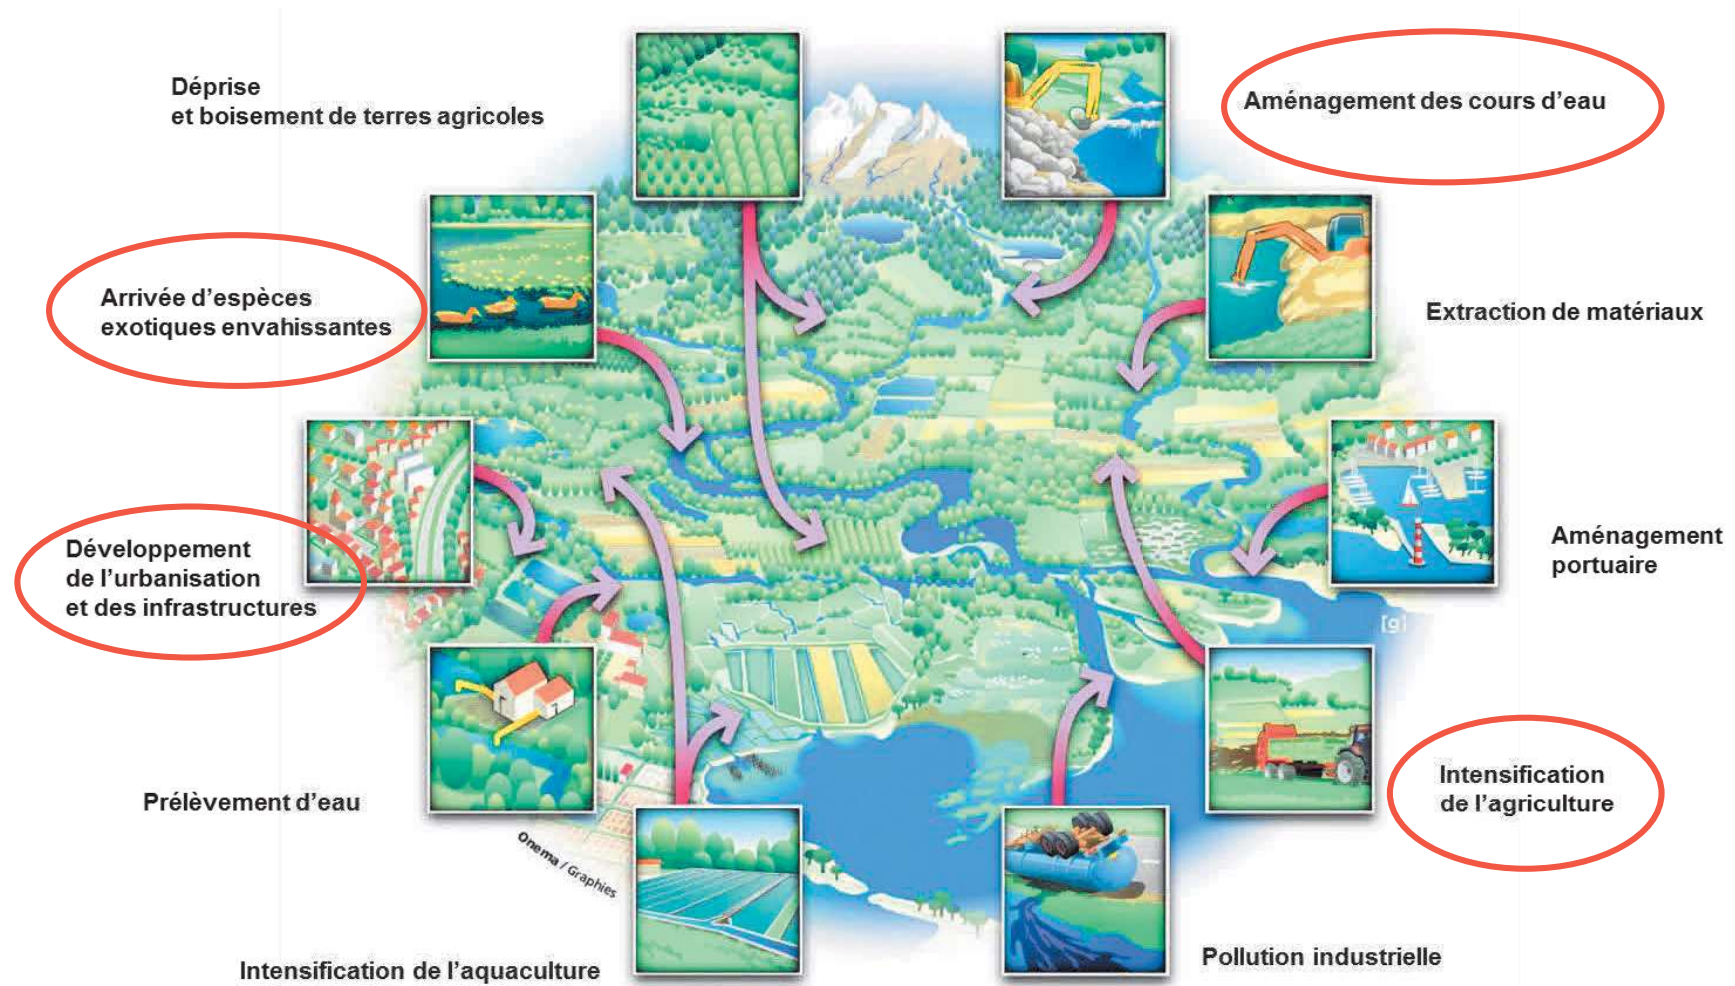 Déprise
et boisement de terres agricoles
Aménagement des cours d'eau
Arrivée d'espèces
exotiques envahissantes
Extraction de matériaux
Développement
de l'urbanisation
et des infrastructures
Aménagement
portuaire
[g]
Prélèvement d'eau
Intensification
de l'agriculture
Onema / Graphies
Intensification de l'aquaculture
Pollution industrielle